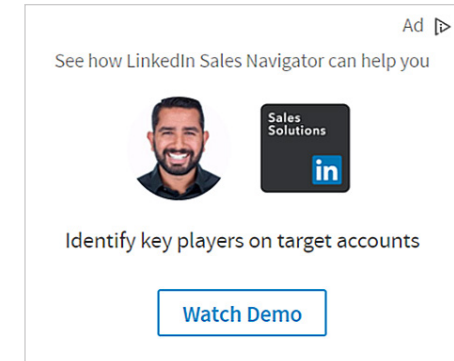 Ad
See how LinkedIn Sales Navigator can help you
Sales
Solutions
in
Identify key players on target accounts
Watch Demo